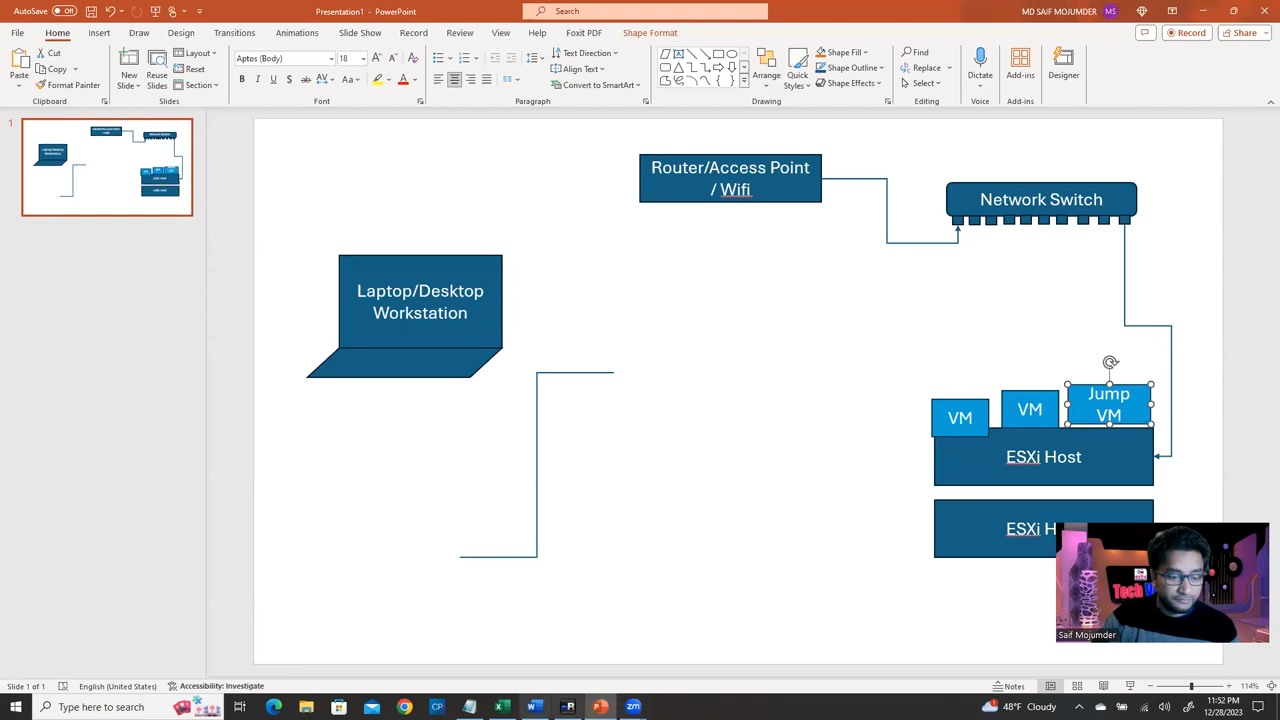 AutoSave
Off
Presentation1 - PowerPoint
Search
MD SAIF MOJUMDER
MS
File
Home
Insert
Draw
Design
Transitions
Animations
Slide Show
Record
Review
View
Help
Foxit PDF
Shape Format
Record
Share
Paste
Cut
Copy
Format Painter
Clipboard
New
Slide
Reuse
Slides
Layout
Reset
Section
Slides
Aptos (Body)
18
Font
Text Direction
Align Text
Convert to SmartArt
Paragraph
Arrange
Quick
Styles
Shape Fill
Shape Outline
Shape Effects
Drawing
Find
Replace
Select
Editing
Dictate
Voice
Add-ins
Add-ins
Designer
1
Router/Access Point
/ Wifi
Network Switch
Laptop/Desktop
Workstation
VM
VM
Jump
VM
ESXi Host
ESXi H
Tech V
Saif Mojumder
Slide 1 of 1
English (United States)
Accessibility: Investigate
Notes
114%
Type here to search
48°F Cloudy
11:52 PM
12/28/2023